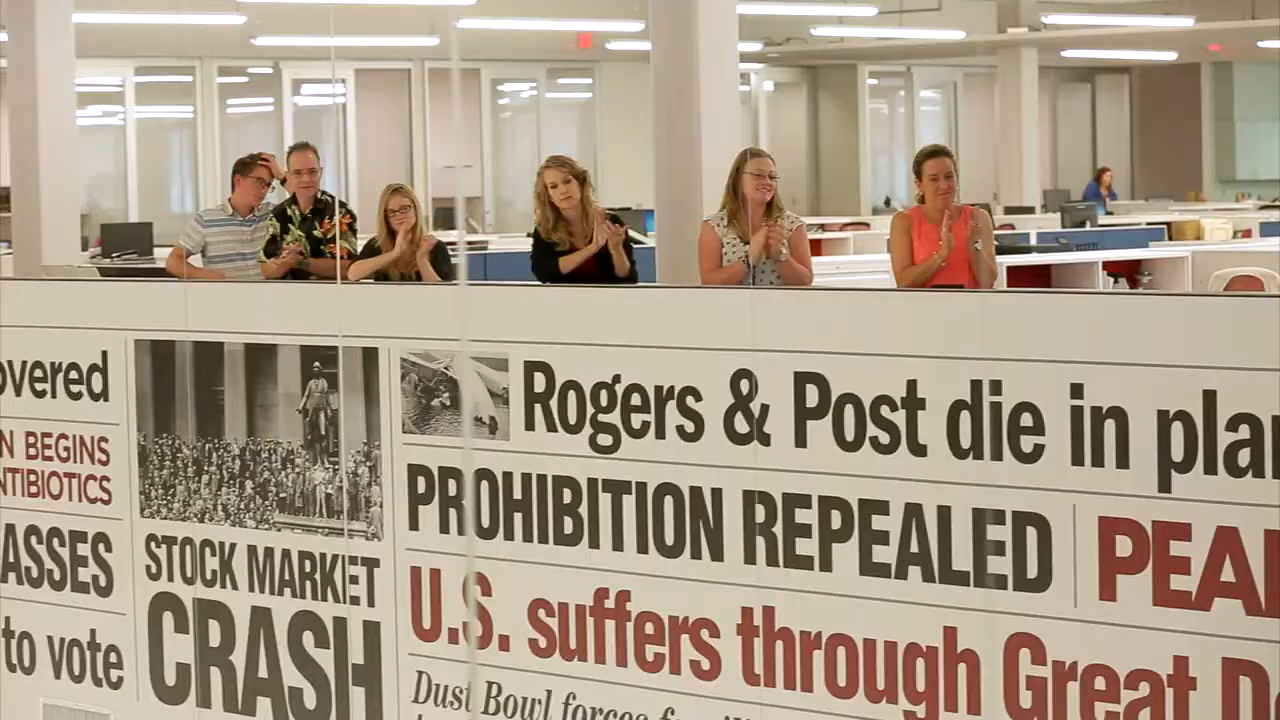 overed
N BEGINS
NTIBIOTICS
ASSES
to vote
STOCK MARKET
CRASH
Rogers & Post die in pla
PROHIBITION REPEALED
PEA
U.S. suffers through Great D
Dust Bowl forces